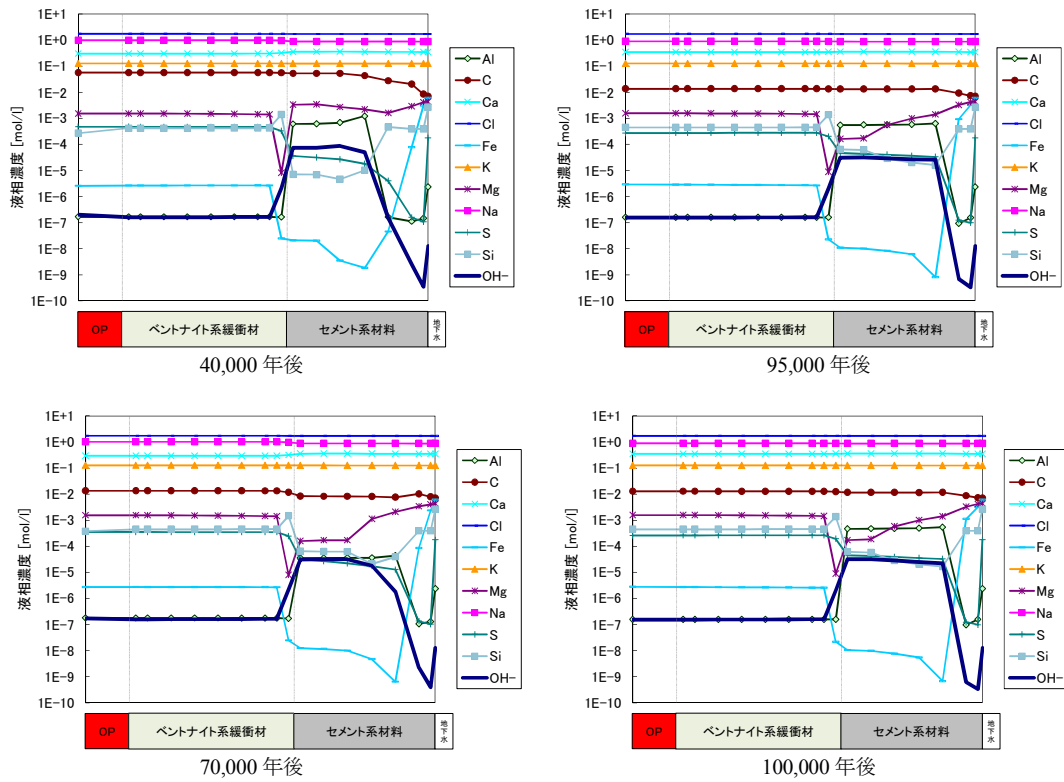 1E+1
1E+0
1E-1
1E-2
1E-3
1E-4
1E-5
1E-6
1E-7
1E-8
1E-9
1E-10
液相濃度 [mol/l]
Al
C
Ca
Cl
Fe
K
Mg
Na
S
Si
OH-
OP
ベントナイト系緩衝材
セメント系材料
地下水
40,000 年後
1E+1
1E+0
1E-1
1E-2
1E-3
1E-4
1E-5
1E-6
1E-7
1E-8
1E-9
1E-10
液相濃度 [mol/l]
Al
C
Ca
Cl
Fe
K
Mg
Na
S
Si
OH-
OP
ベントナイト系緩衝材
セメント系材料
地下水
95,000 年後
1E+1
1E+0
1E-1
1E-2
1E-3
1E-4
1E-5
1E-6
1E-7
1E-8
1E-9
1E-10
液相濃度 [mol/l]
Al
C
Ca
Cl
Fe
K
Mg
Na
S
Si
OH-
OP
ベントナイト系緩衝材
セメント系材料
地下水
70,000 年後
1E+1
1E+0
1E-1
1E-2
1E-3
1E-4
1E-5
1E-6
1E-7
1E-8
1E-9
1E-10
液相濃度 [mol/l]
Al
C
Ca
Cl
Fe
K
Mg
Na
S
Si
OH-
OP
ベントナイト系緩衝材
セメント系材料
地下水
100,000 年後